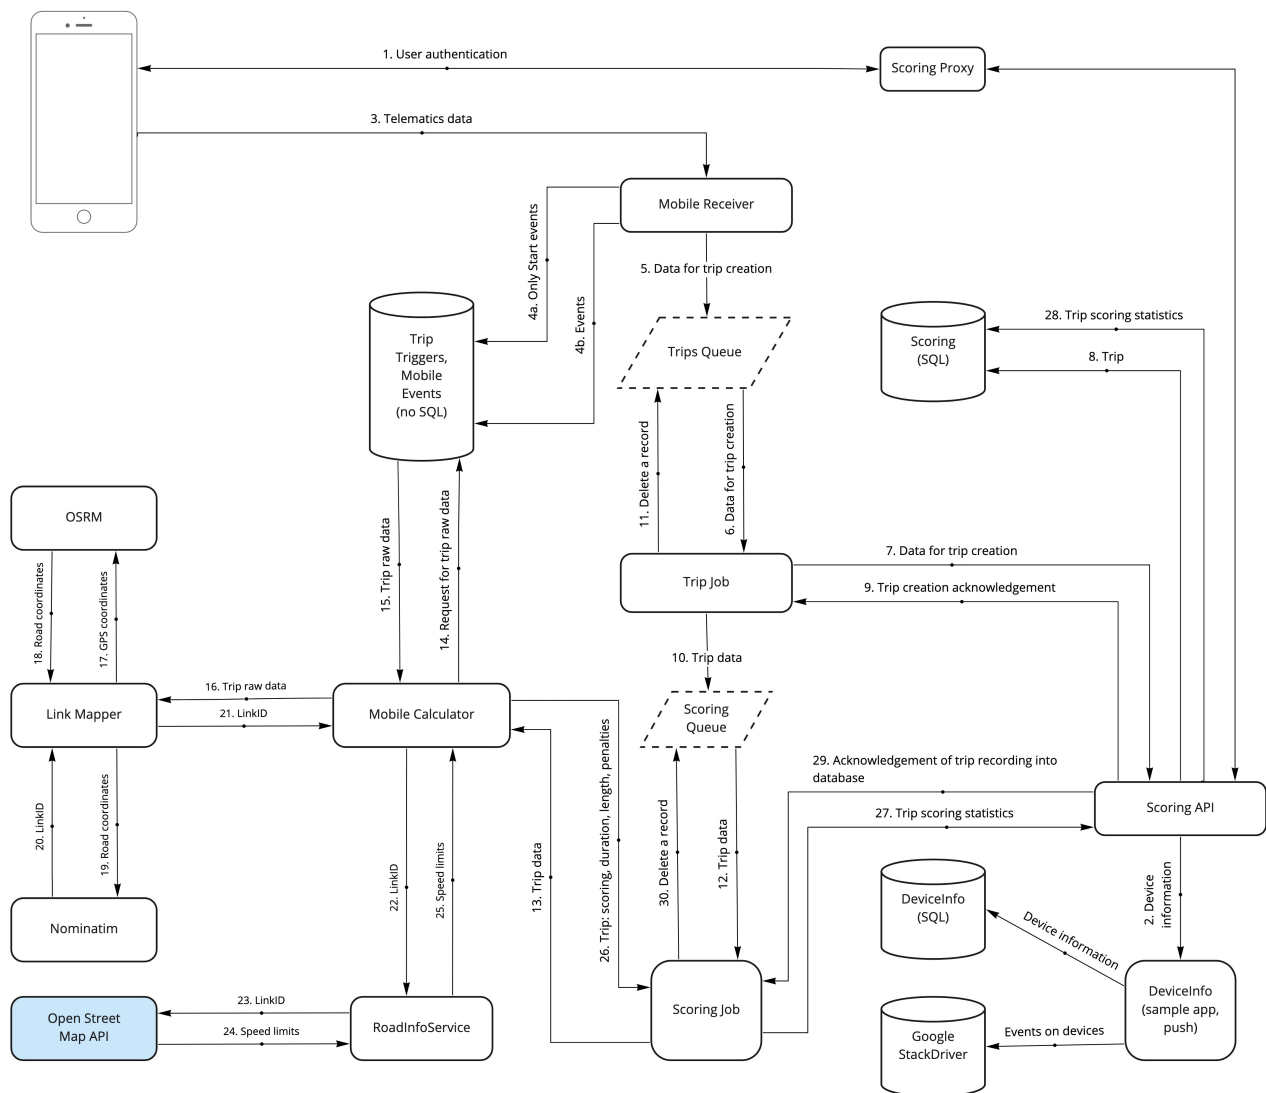 1. User authentication
Scoring Proxy
3. Telematics data
Mobile Receiver
4a. Only Start events
4b. Events
5. Data for trip creation
Trip
Triggers,
Mobile
Events
(no SQL)
Trips Queue
Scoring
(SQL)
28. Trip scoring statistics
8. Trip
11. Delete a record
6. Data for trip creation
OSRM
18. Road coordinates
17. GPS coordinates
15. Trip raw data
14. Request for trip raw data
Trip Job
7. Data for trip creation
9. Trip creation acknowledgement
10. Trip data
Link Mapper
16. Trip raw data
21. LinkID
Mobile Calculator
Scoring
Queue
20. LinkID
19. Road coordinates
22. LinkID
25. Speed limits
13. Trip data
26. Trip: scoring, duration, length, penalties
30. Delete a record
12. Trip data
29. Acknowledgement of trip recording into
database
27. Trip scoring statistics
Scoring API
Nominatim
DeviceInfo
(SQL)
Device information
2. Device
information
Open Street
Map API
23. LinkID
24. Speed limits
RoadInfoService
Scoring Job
Google
StackDriver
Events on devices
DeviceInfo
(sample app,
push)